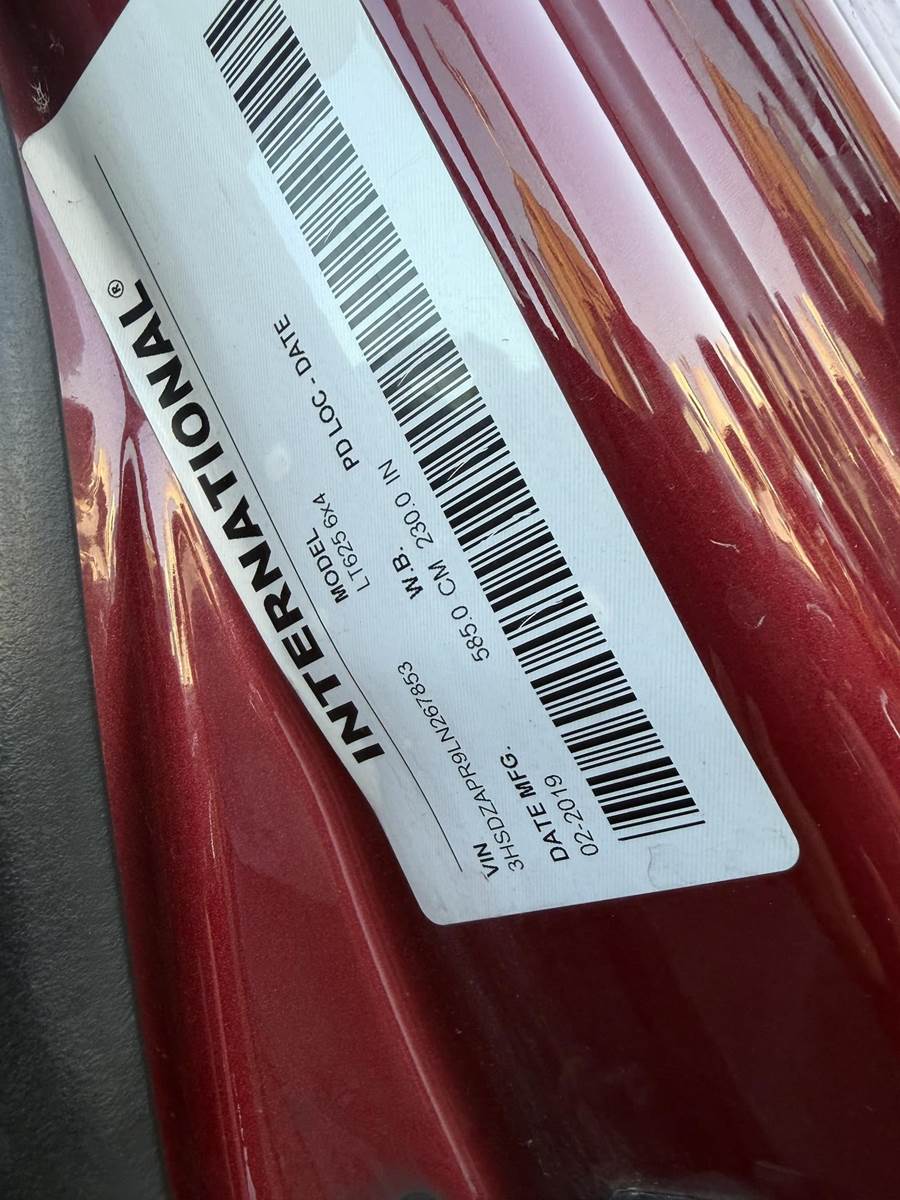 INTERNATIONAL®
VIN
3HSDZAPR9LN267853
MODEL
LT625 6x4
PD LOC - DATE
DATE MFG.
02-2019
W.B.
585.0 CM 230.0 IN